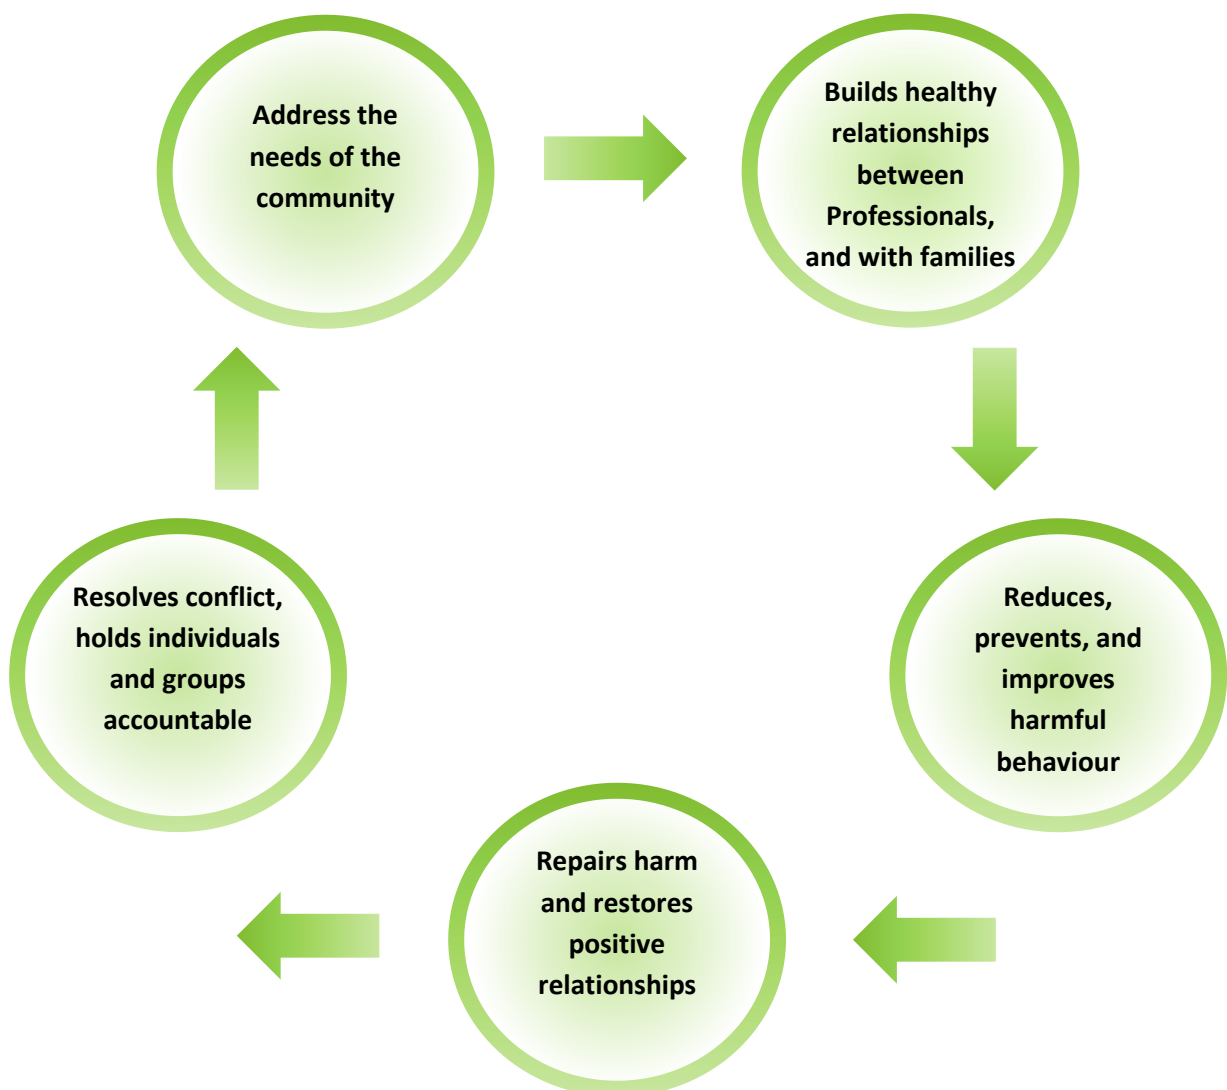 Address the
needs of the
community
Builds healthy
relationships
between
Professionals,
and with families
Reduces,
prevents, and
improves
harmful
behaviour
Repairs harm
and restores
positive
relationships
Resolves conflict,
holds individuals
and groups
accountable